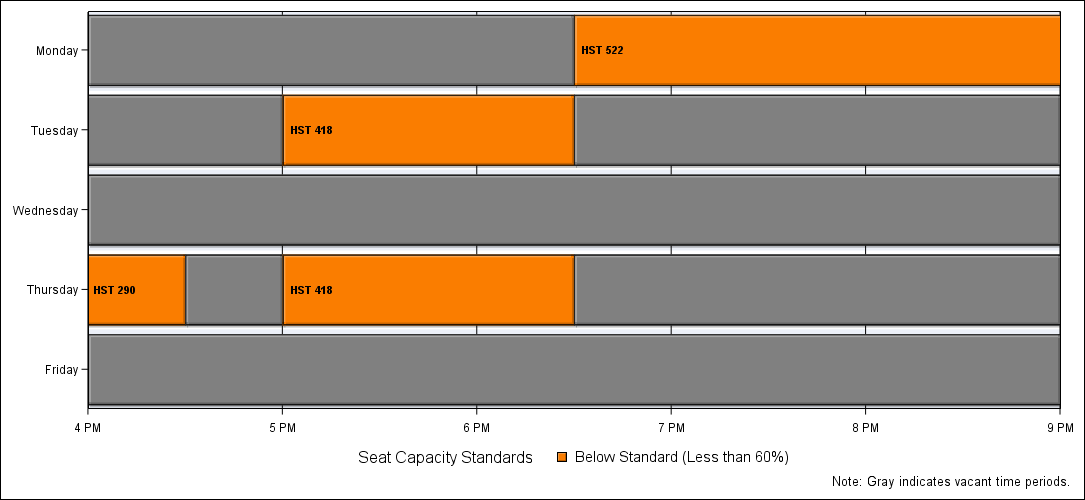 Monday
HST 522
Tuesday
HST 418
Wednesday
Thursday
HST 290
HST 418
Friday
4 PM 5 PM 6 PM 7 PM 8 PM 9 PM
Seat Capacity Standards Below Standard (Less than 60%)
Note: Gray indicates vacant time periods.